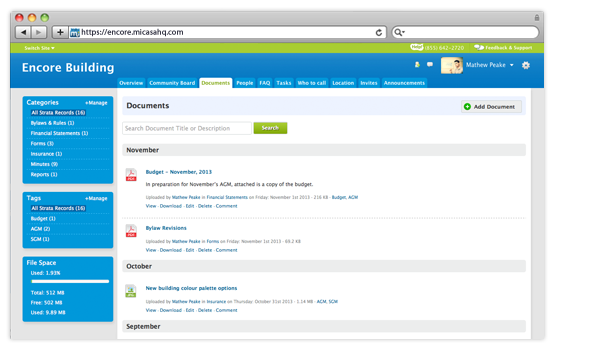 https://encore.micasahq.com
Switch Site
Help! (855) 642-2720 Feedback & Support
Encore Building
Mathew Peake
Overview Community Board Documents People FAQ Tasks Who to call Location Invites Announcements
Categories +Manage
All Strata Records (16)
Bylaws & Rules (1)
Financial Statements (1)
Forms (3)
Insurance (1)
Minutes (9)
Reports (1)
Tags +Manage
All Strata Records (16)
Budget (1)
AGM (2)
SGM (1)
File Space
Used: 1.93%
Total: 512 MB
Free: 502 MB
Used: 9.89 MB
Documents
Add Document
Search Document Title or Description Search
November
PDF
Budget - November, 2013
In preparation for November's AGM, attached is a copy of the budget.
Uploaded by Mathew Peake in Financial Statements on Friday: November 1st 2013 - 216 KB - Budget, AGM
View - Download - Edit - Delete - Comment
PDF
Bylaw Revisions
Uploaded by Mathew Peake in Forms on Friday: November 1st 2013 - 60.2 KB
View - Download - Edit - Delete - Comment
October
New building colour palette options
Uploaded by Mathew Peake in Insurance on Thursday: October 31st 2013 - 1.14 MB - AGM, SGM
View - Download - Edit - Delete - Comment
September